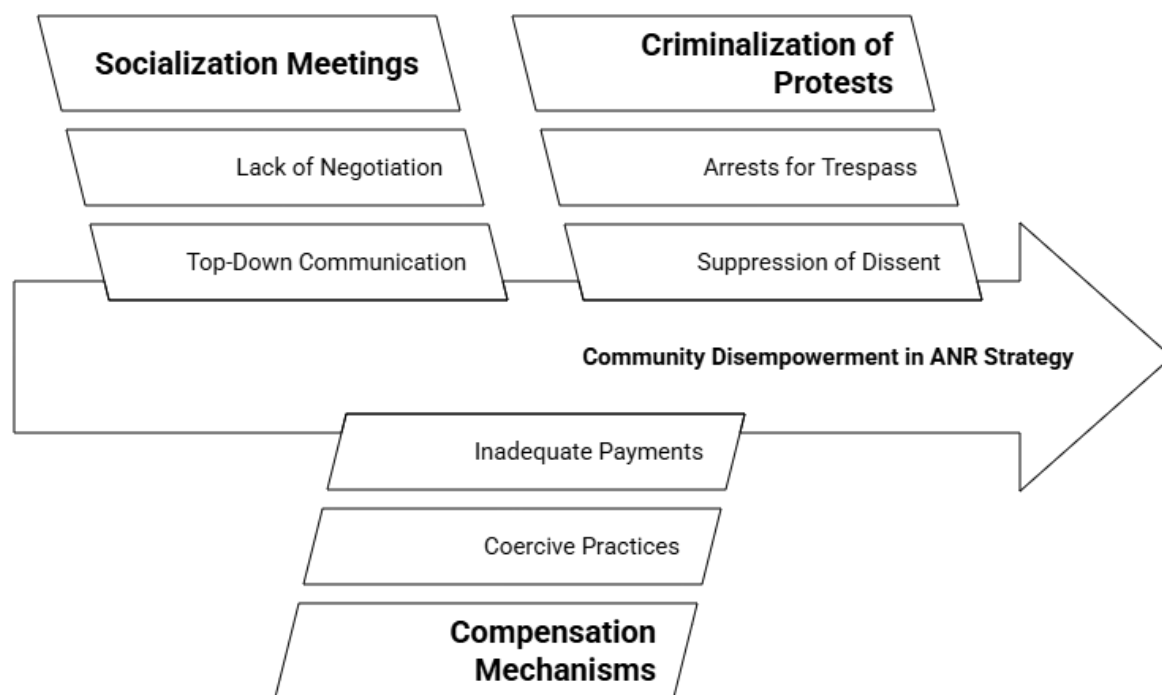 Socialization Meetings
Lack of Negotiation
Top-Down Communication
Criminalization of
Protests
Arrests for Trespass
Suppression of Dissent
Community Disempowerment in ANR Strategy
Inadequate Payments
Coercive Practices
Compensation
Mechanisms